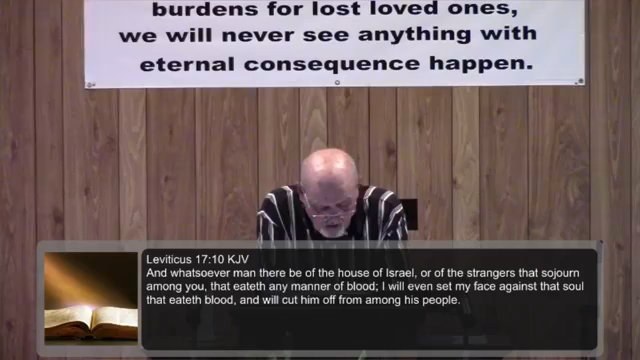 burdens for lost loved ones,
we will never see anything with
eternal consequence happen.
Leviticus 17:10 KJV
And whatsoever man there be of the house of Israel, or of the strangers that sojourn
among you, that eateth any manner of blood; I will even set my face against that soul
that eateth blood, and will cut him off from among his people.